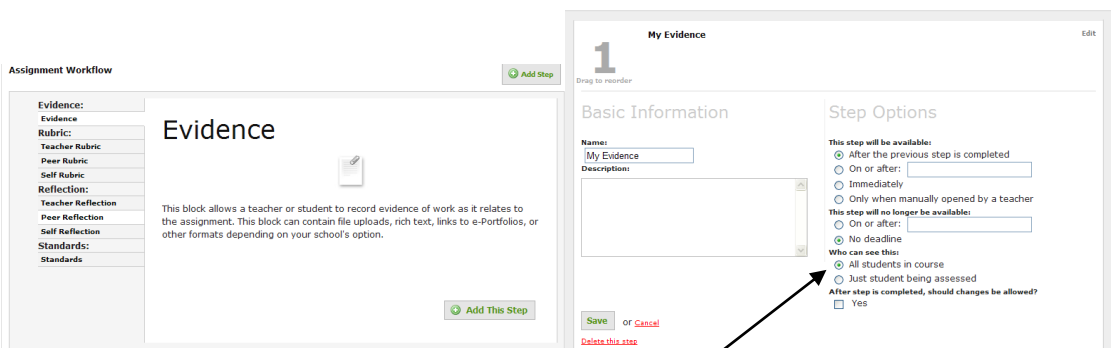 Assignment Workflow
Add Step
Evidence:
Evidence
Rubric:
Teacher Rubric
Peer Rubric
Self Rubric
Reflection:
Teacher Reflection
Peer Reflection
Self Reflection
Standards:
Standards
Evidence
This block allows a teacher or student to record evidence of work as it relates to
the assignment. This block can contain file uploads, rich text, links to e-Portfolios, or
other formats depending on your school's option.
Add This Step
My Evidence
Edit
1
Drag to reorder
Basic Information
Name:
My Evidence
Description:
Save or Cancel
Delete this step
Step Options
This step will be available:
After the previous step is completed
On or after:
Immediately
Only when manually opened by a teacher
This step will no longer be available:
On or after:
No deadline
Who can see this:
All students in course
Just student being assessed
After step is completed, should changes be allowed?
Yes